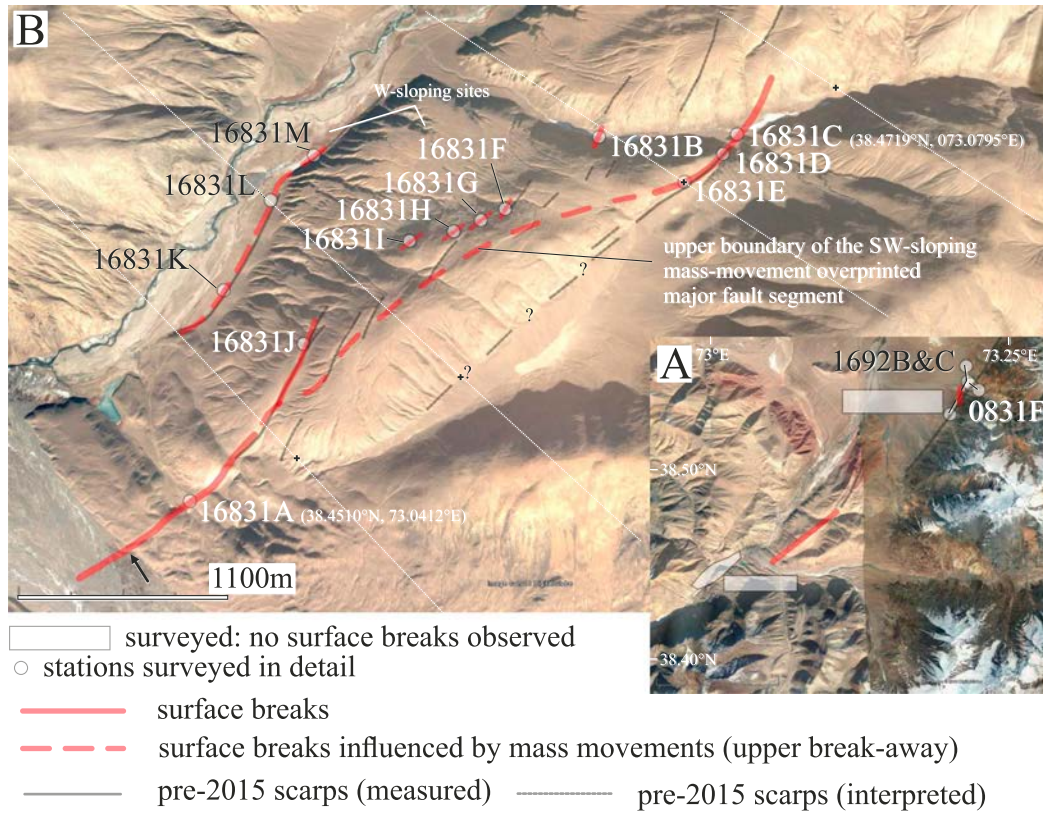 B
W-sloping sites
16831M
16831F
16831B
16831C (38.4719°N, 073.0795°E)
16831D
16831L
16831G
16831E
16831H
16831I
upper boundary of the SW-sloping
mass-movement overprinted
major fault segment
16831K
?
?
16831J
?
A
73°E
73.25°E
1692B&C
0831F
38.50°N
16831A (38.4510°N, 73.0412°E)
1100m
38.40°N
surveyed: no surface breaks observed
stations surveyed in detail
surface breaks
surface breaks influenced by mass movements (upper break-away)
pre-2015 scarps (measured)
pre-2015 scarps (interpreted)